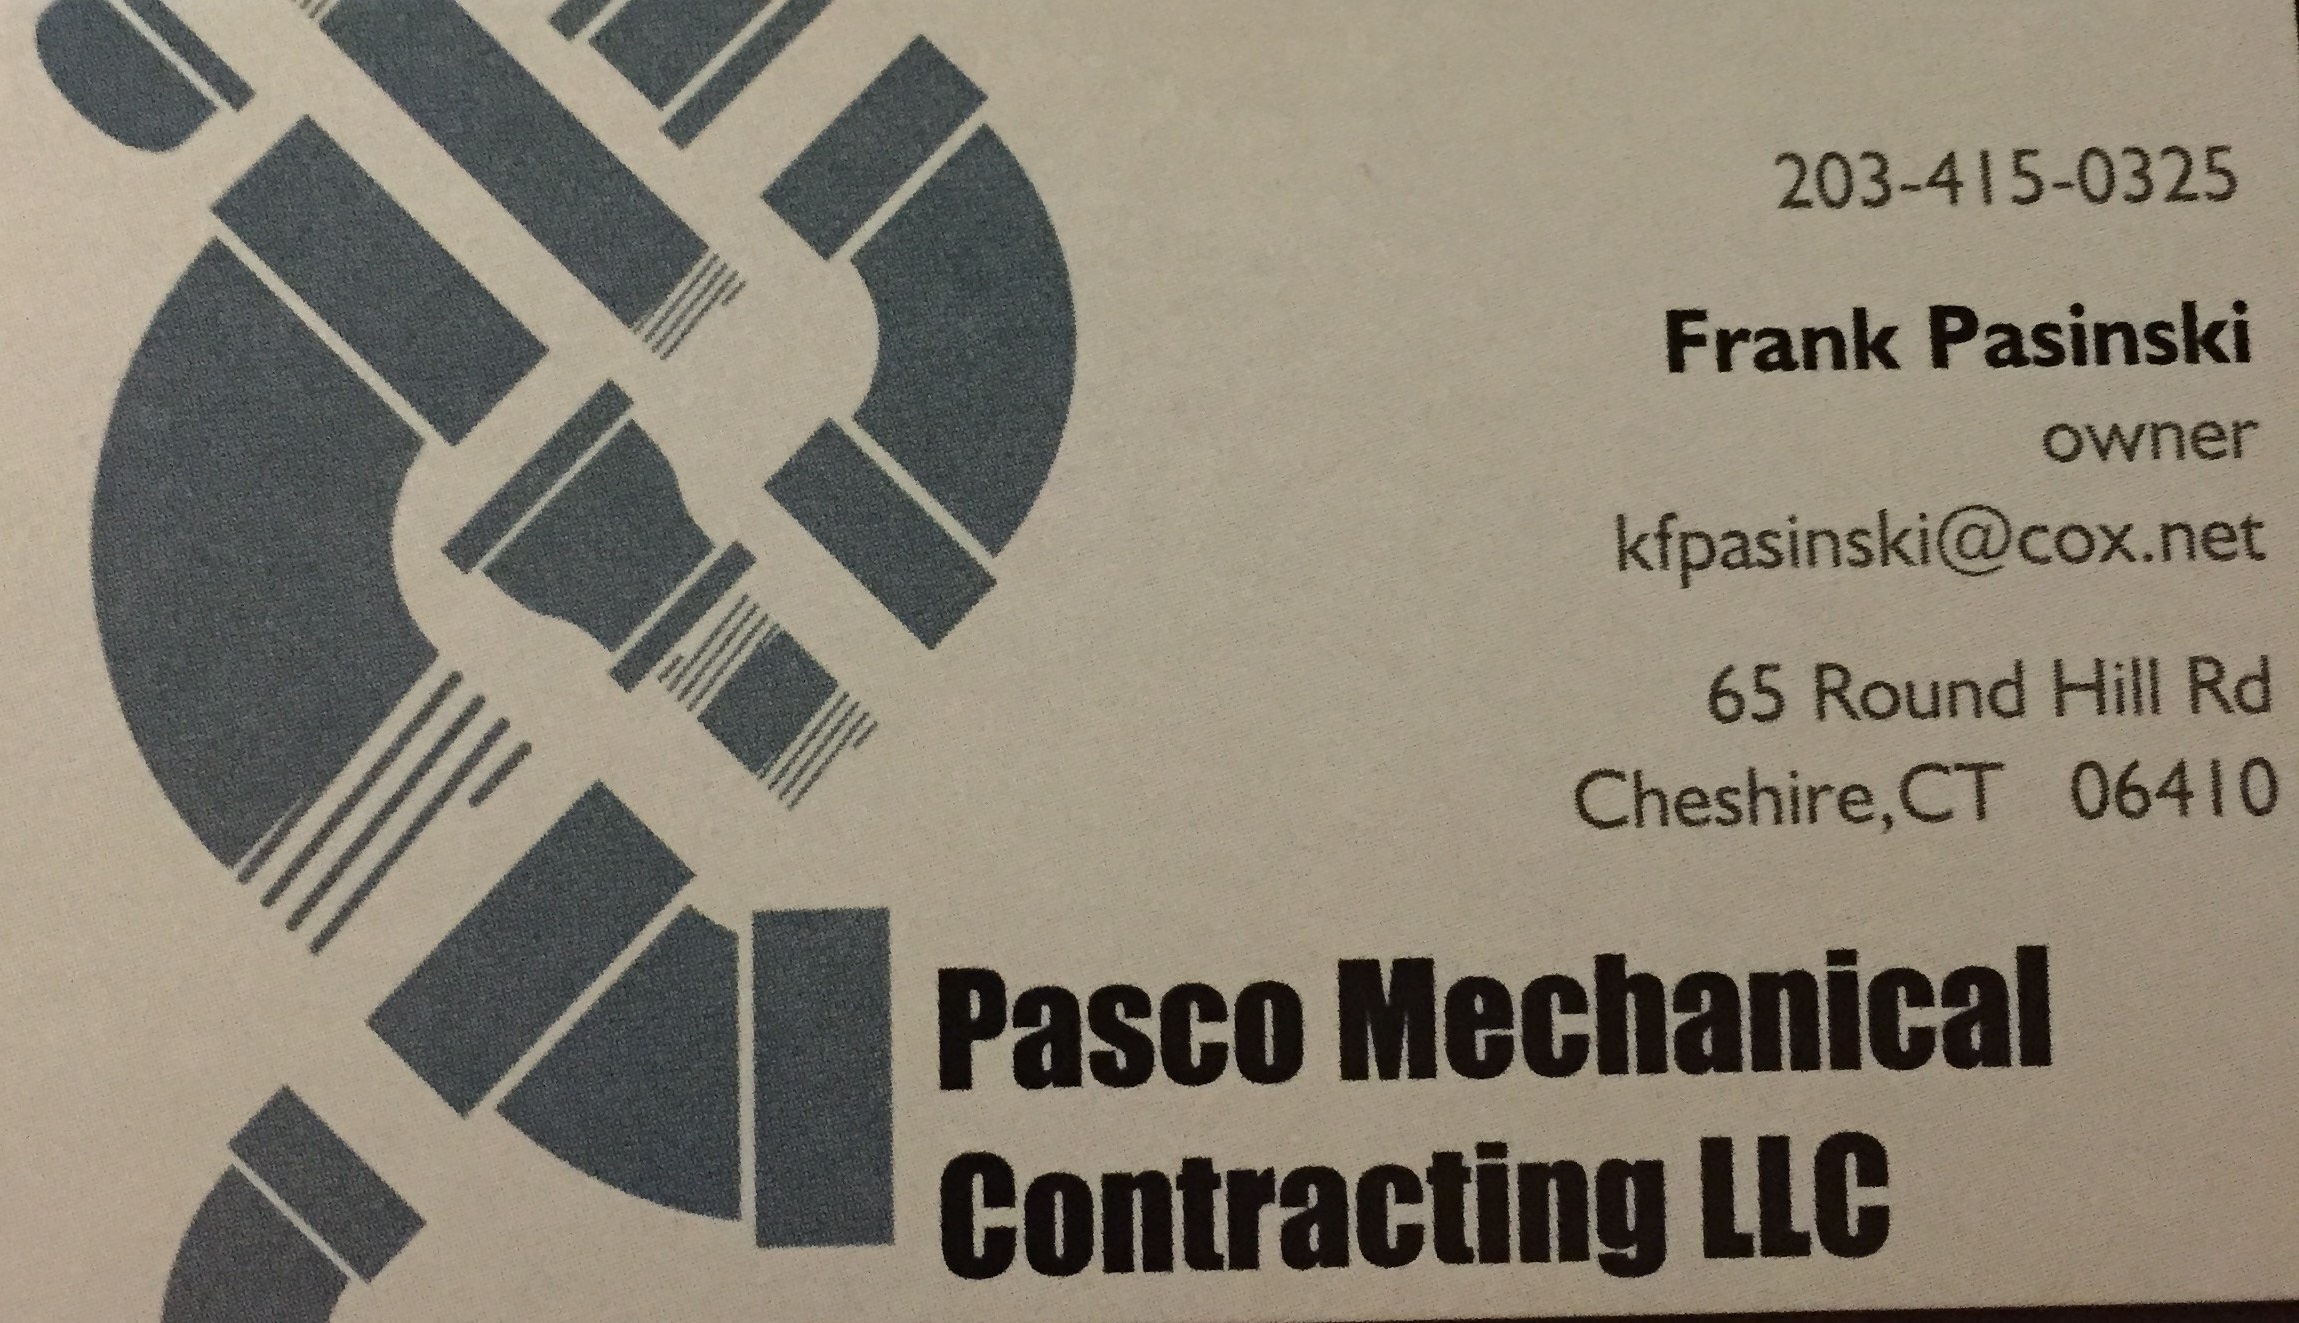 203-415-0325
Frank Pasinski
owner
kfpasinski@cox.net
65 Round Hill Rd
Cheshire,CT 06410
Pasco Mechanical
Contracting LLC